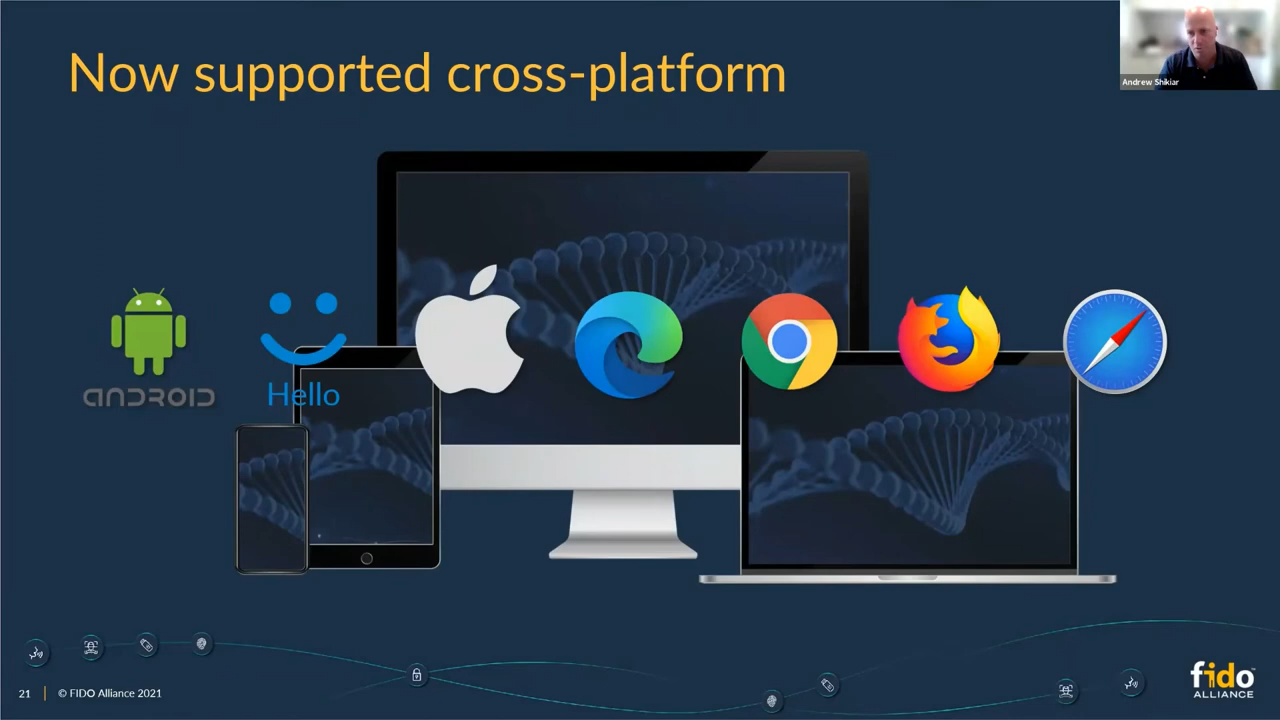 Now supported cross-platform
Andrew Shikiar
ANDROID
Hello
21
© FIDO Alliance 2021
fido
ALLIANCE